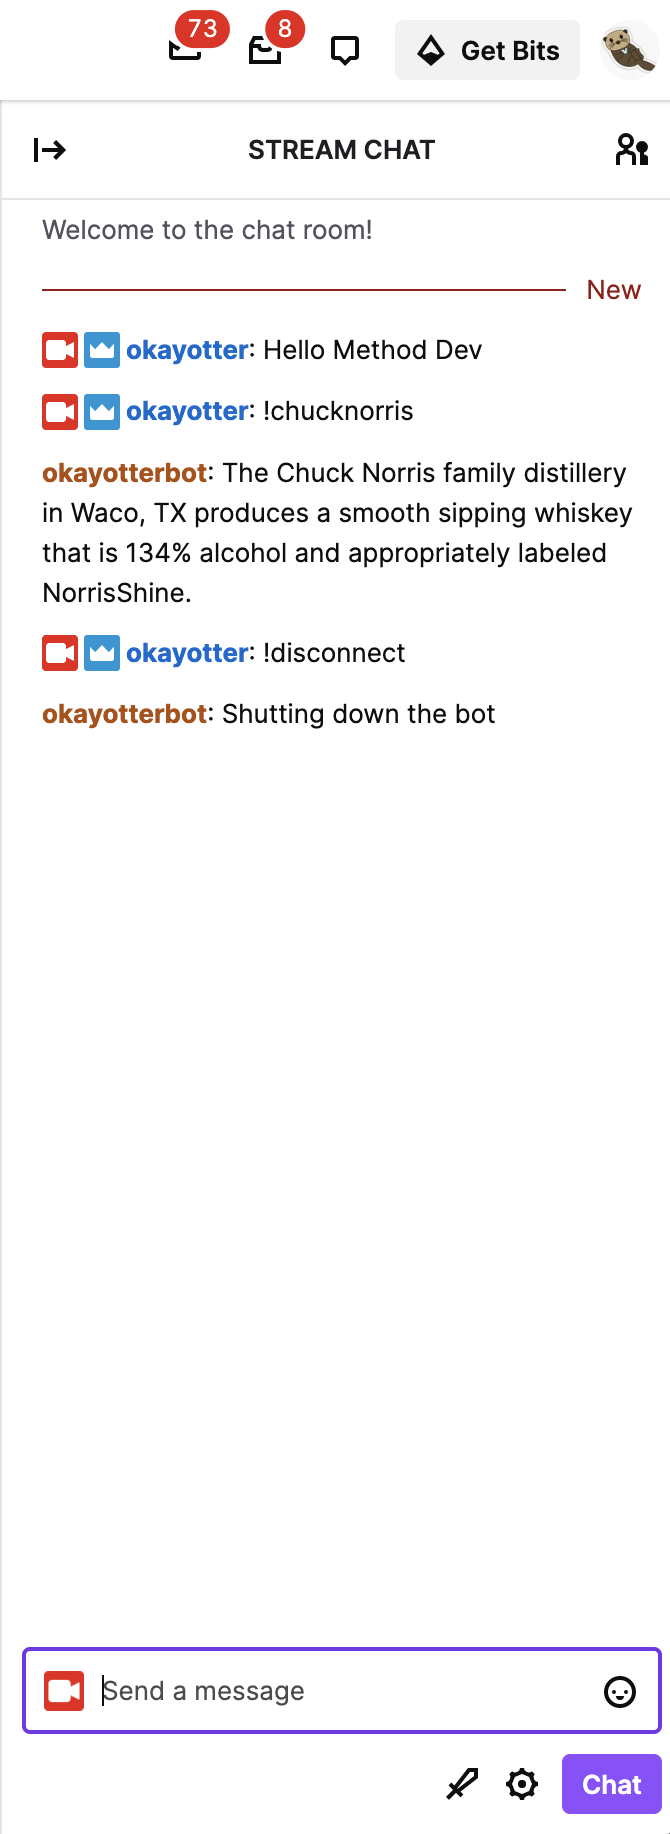 73
8
Get Bits
STREAM CHAT
Welcome to the chat room!
New
okayotter: Hello Method Dev
okayotter: !chucknorris
okayotterbot: The Chuck Norris family distillery
in Waco, TX produces a smooth sipping whiskey
that is 134% alcohol and appropriately labeled
NorrisShine.
okayotter: !disconnect
okayotterbot: Shutting down the bot
Send a message
Chat